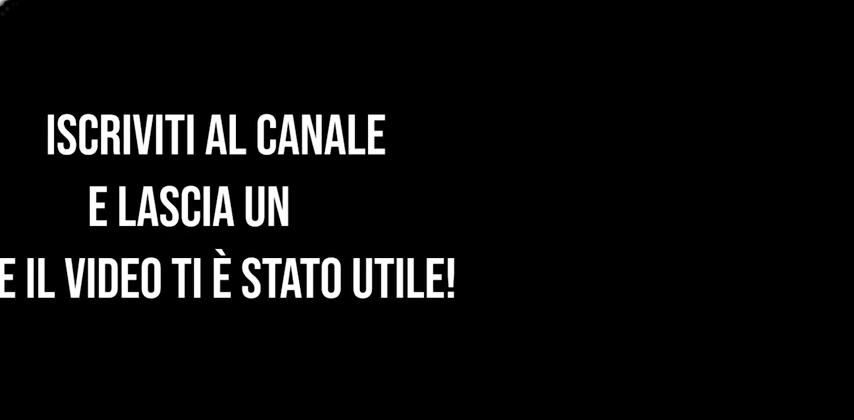 ISCRIVITI AL CANALE
E LASCIA UN
E IL VIDEO TI È STATO UTILE!